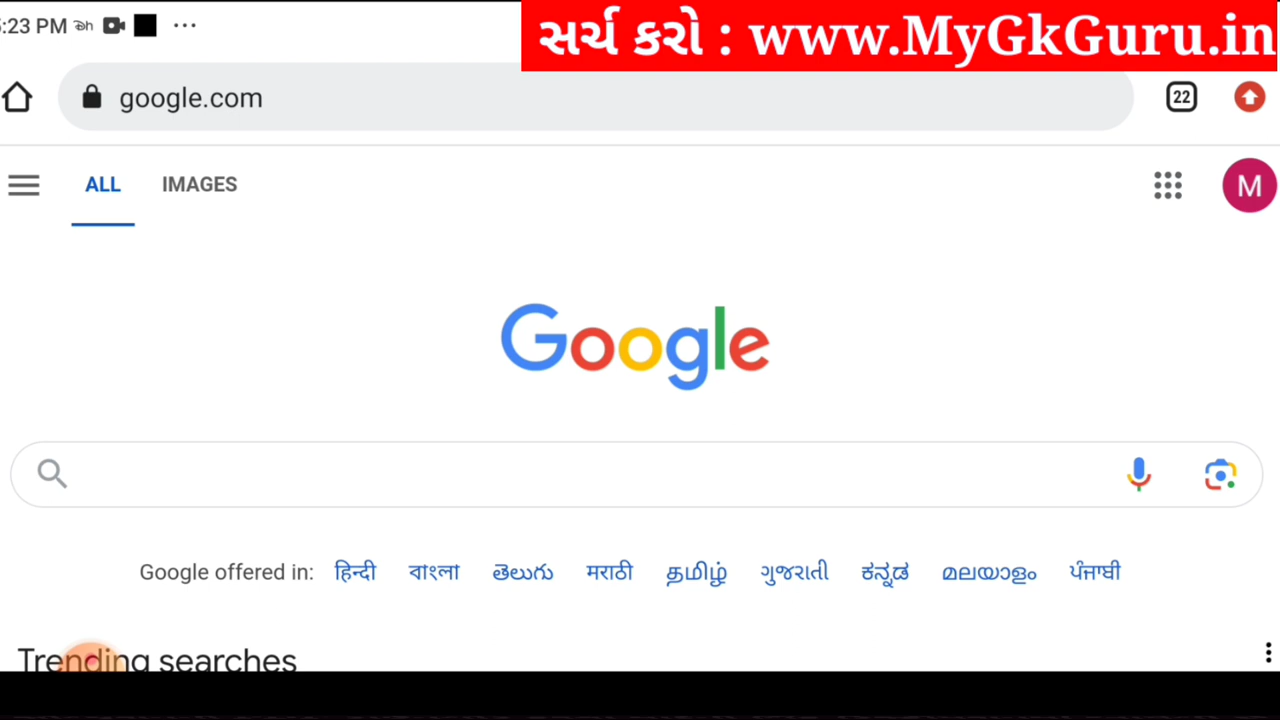 :23 PM
સર્ચ કરો : www.MyGkGuru.in
google.com
22
ALL IMAGES
M
Google
Google offered in: हिन्दी বাংলা తెలుగు मराठी தமிழ் ગુજરાતી ಕನ್ನಡ മലയാളം ਪੰਜਾਬੀ
Trending searches